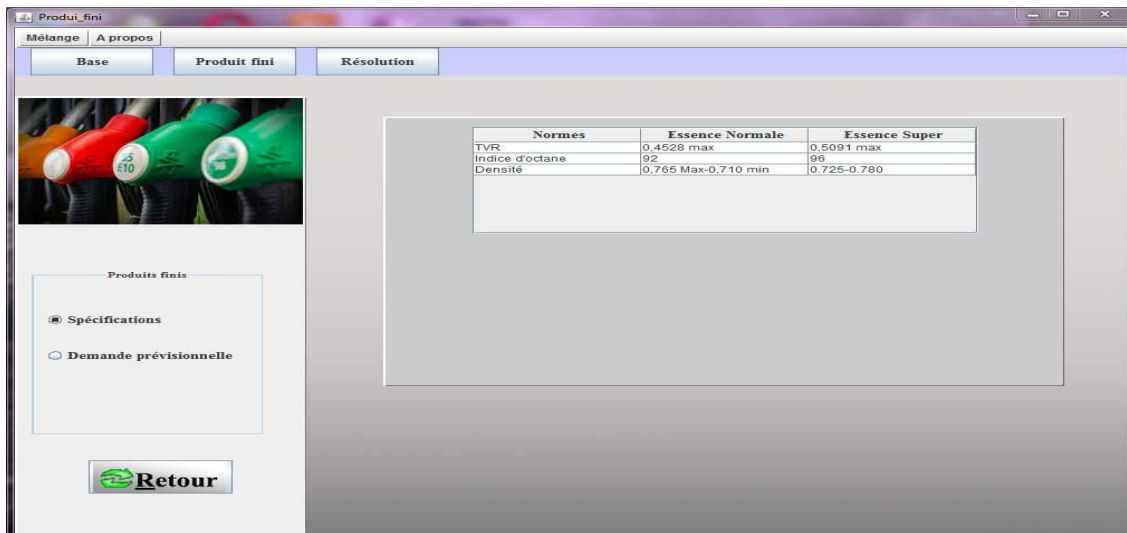 Produi_fini
Mélange A propos
Base Produit fini Résolution
E10
Normes Essence Normale Essence Super
TVR 0,4528 max 0,5091 max
Indice d'octane 92 96
Densité 0,765 Max-0,710 min 0.725-0.780
Produits finis
Spécifications
Demande prévisionnelle
Retour